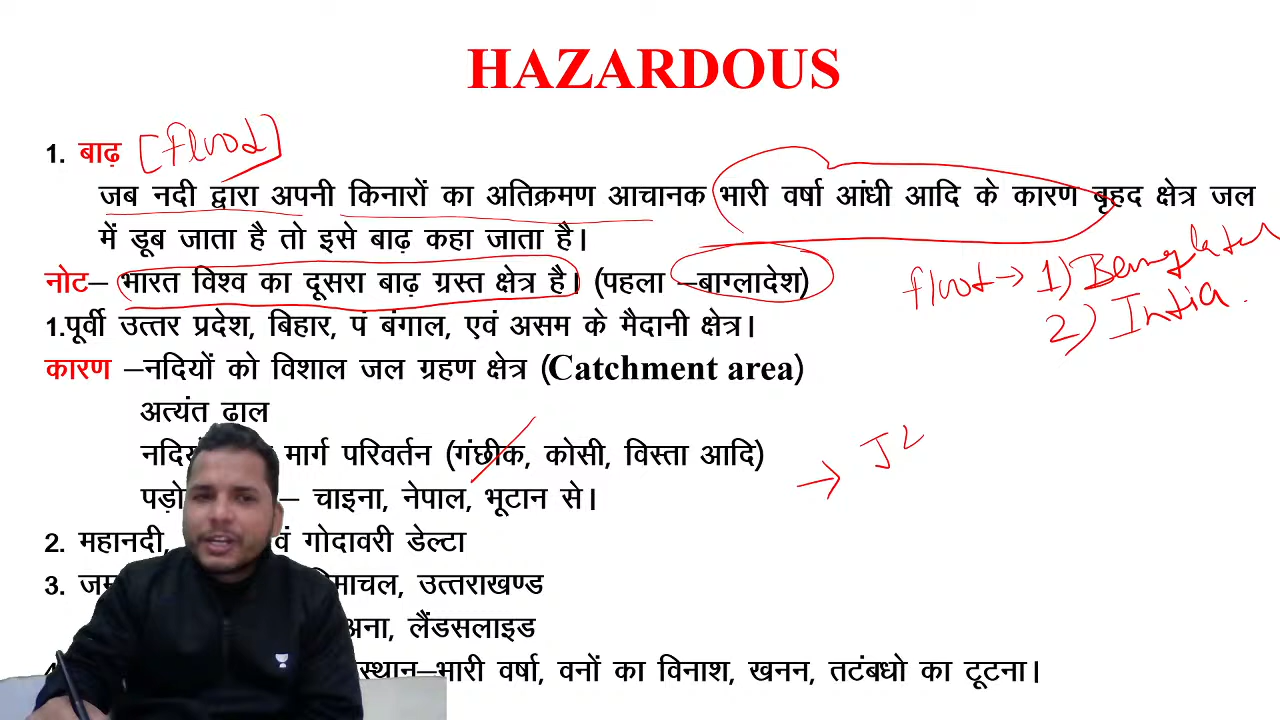 HAZARDOUS
1. बाढ़ [Flood]
जब नदी द्वारा अपनी किनारों का अतिक्रमण आचानक भारी वर्षा आंधी आदि के कारण बृहद क्षेत्र जल
में डूब जाता है तो इसे बाढ़ कहा जाता है।
नोट– भारत विश्व का दूसरा बाढ़ ग्रस्त क्षेत्र है। (पहला –बाग्लादेश)
flood → 1)
2) India.
1.पूर्वी उत्तर प्रदेश, बिहार, पं बंगाल, एवं असम के मैदानी क्षेत्र।
कारण –नदियों को विशाल जल ग्रहण क्षेत्र (Catchment area)
अत्यंत ढाल
मार्ग परिवर्तन (गंछीक, कोसी, विस्ता आदि)
– चाइना, नेपाल, भूटान से।
2. महानदी, गोदावरी डेल्टा
3. उत्तराखण्ड
लैंडसलाइड
भारी वर्षा, वनों का विनाश, खनन, तटंबधो का टूटना।